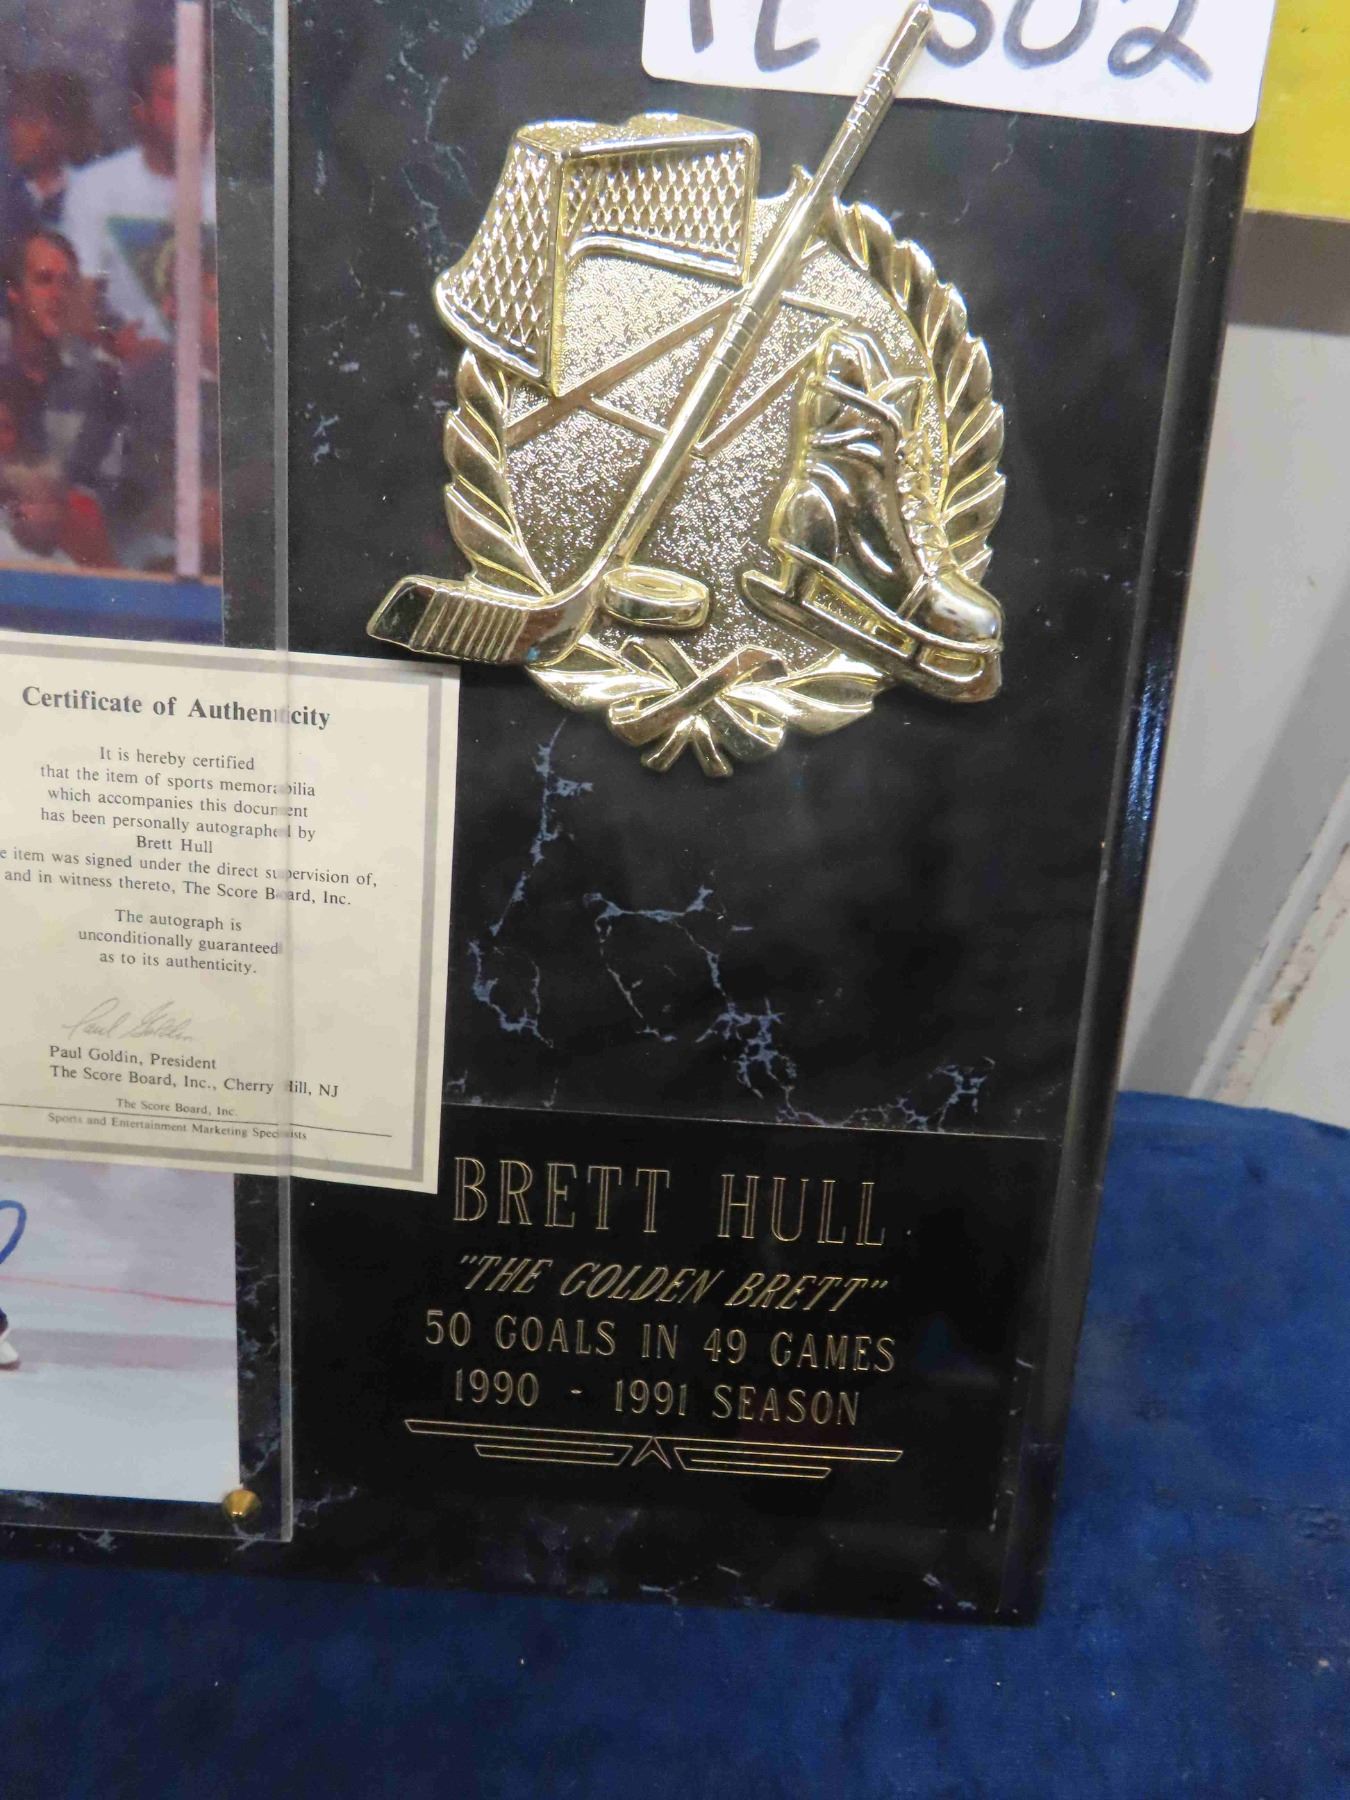 502
Certificate of Authenticity
It is hereby certified
that the item of sports memorabilia
which accompanies this document
has been personally autographed by
Brett Hull
item was signed under the direct supervision of,
and in witness thereto, The Score Board, Inc.
The autograph is
unconditionally guaranteed
as to its authenticity.
Paul Goldin
Paul Goldin, President
The Score Board, Inc., Cherry Hill, NJ
The Score Board, Inc.
Sports and Entertainment Marketing Specialists
BRETT HULL
"THE GOLDEN BRETT"
50 GOALS IN 49 GAMES
1990 - 1991 SEASON